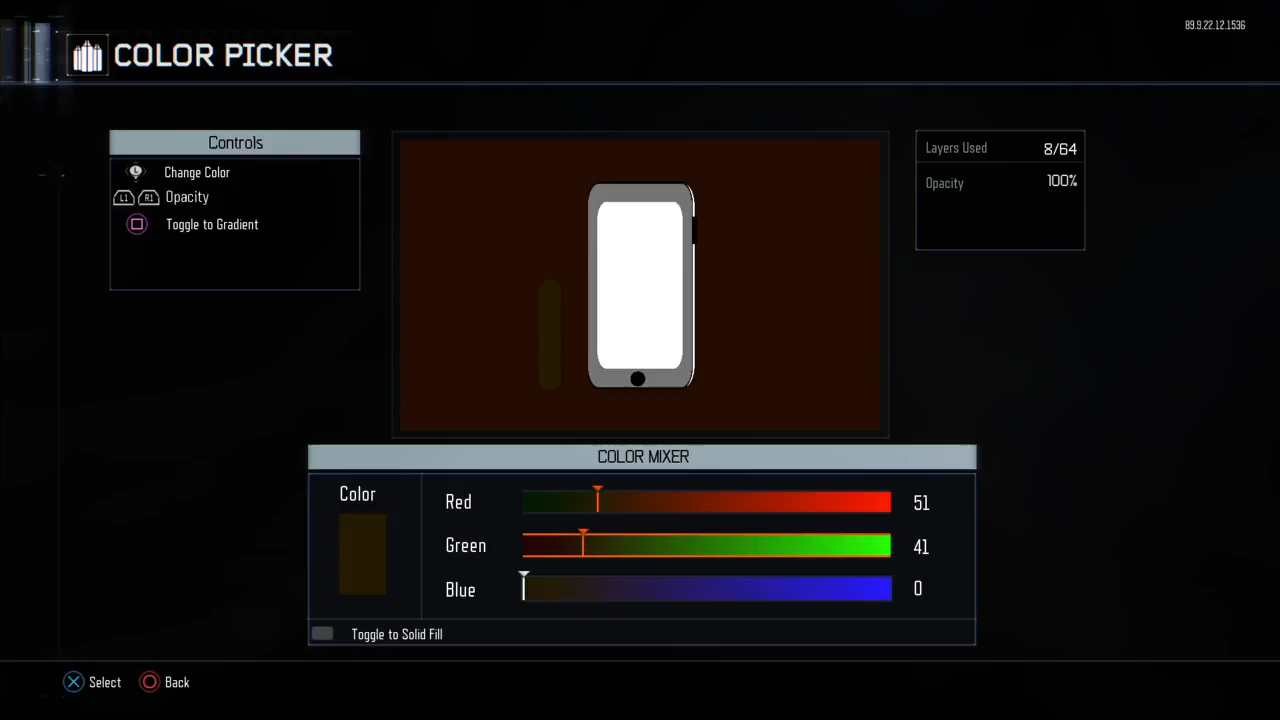 89.9.22.12.1536
COLOR PICKER
Controls
L Change Color
L1 R1 Opacity
Toggle to Gradient
Layers Used 8/64
Opacity 100%
COLOR MIXER
Color
Red 51
Green 41
Blue 0
Toggle to Solid Fill
Select Back